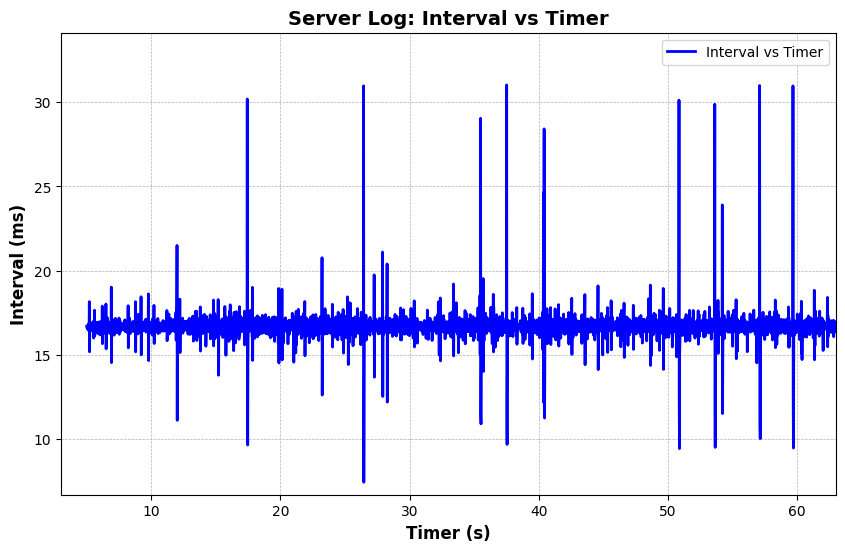 Server Log: Interval vs Timer
Interval vs Timer
30
25
20
15
10
Interval (ms)
10 20 30 40 50 60
Timer (s)